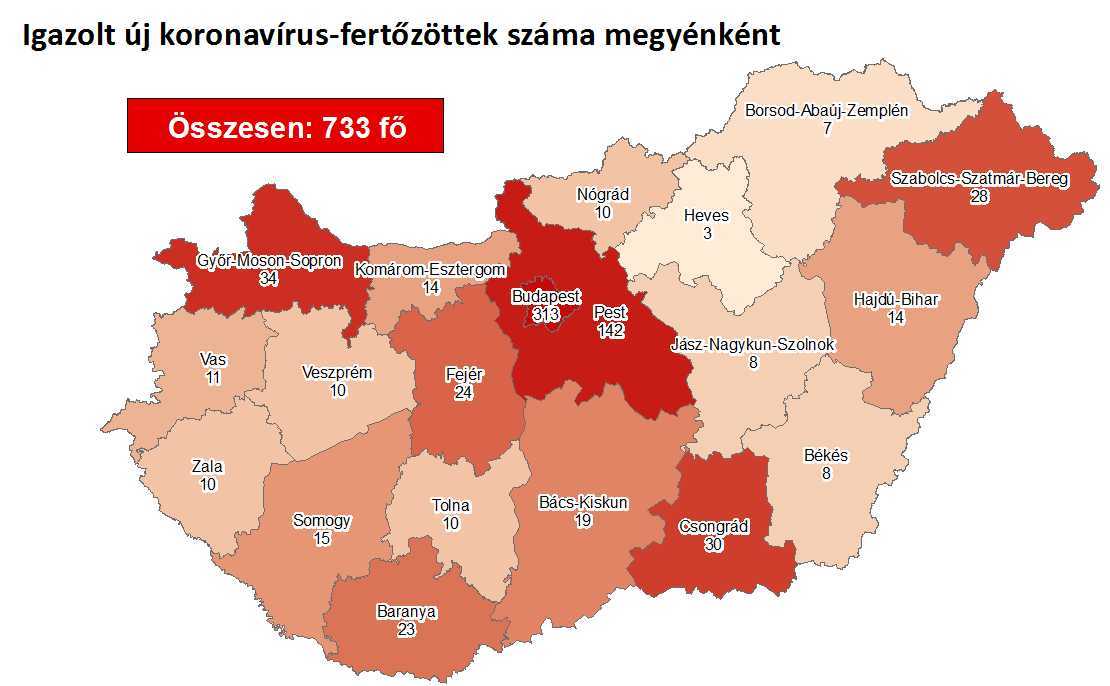 Igazolt új koronavírus-fertőzöttek száma megyénként
Összesen: 733 fő
Borsod-Abaúj-Zemplén
7
Szabolcs-Szatmár-Bereg
28
Nógrád
10
Heves
3
Győr-Moson-Sopron
34
Komárom-Esztergom
14
Budapest
313
Pest
142
Hajdú-Bihar
14
Jász-Nagykun-Szolnok
8
Vas
11
Veszprém
10
Fejér
24
Békés
8
Zala
10
Somogy
15
Tolna
10
Bács-Kiskun
19
Csongrád
30
Baranya
23